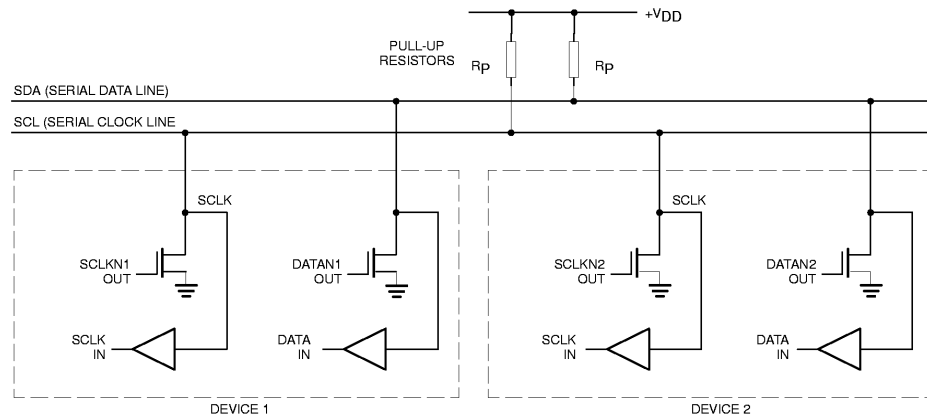 +VDD
PULL-UP
RESISTORS
RP
RP
SDA (SERIAL DATA LINE)
SCL (SERIAL CLOCK LINE
SCLK
SCLK
SCLKN1
OUT
DATAN1
OUT
SCLKN2
OUT
DATAN2
OUT
SCLK
IN
DATA
IN
SCLK
IN
DATA
IN
DEVICE 1
DEVICE 2